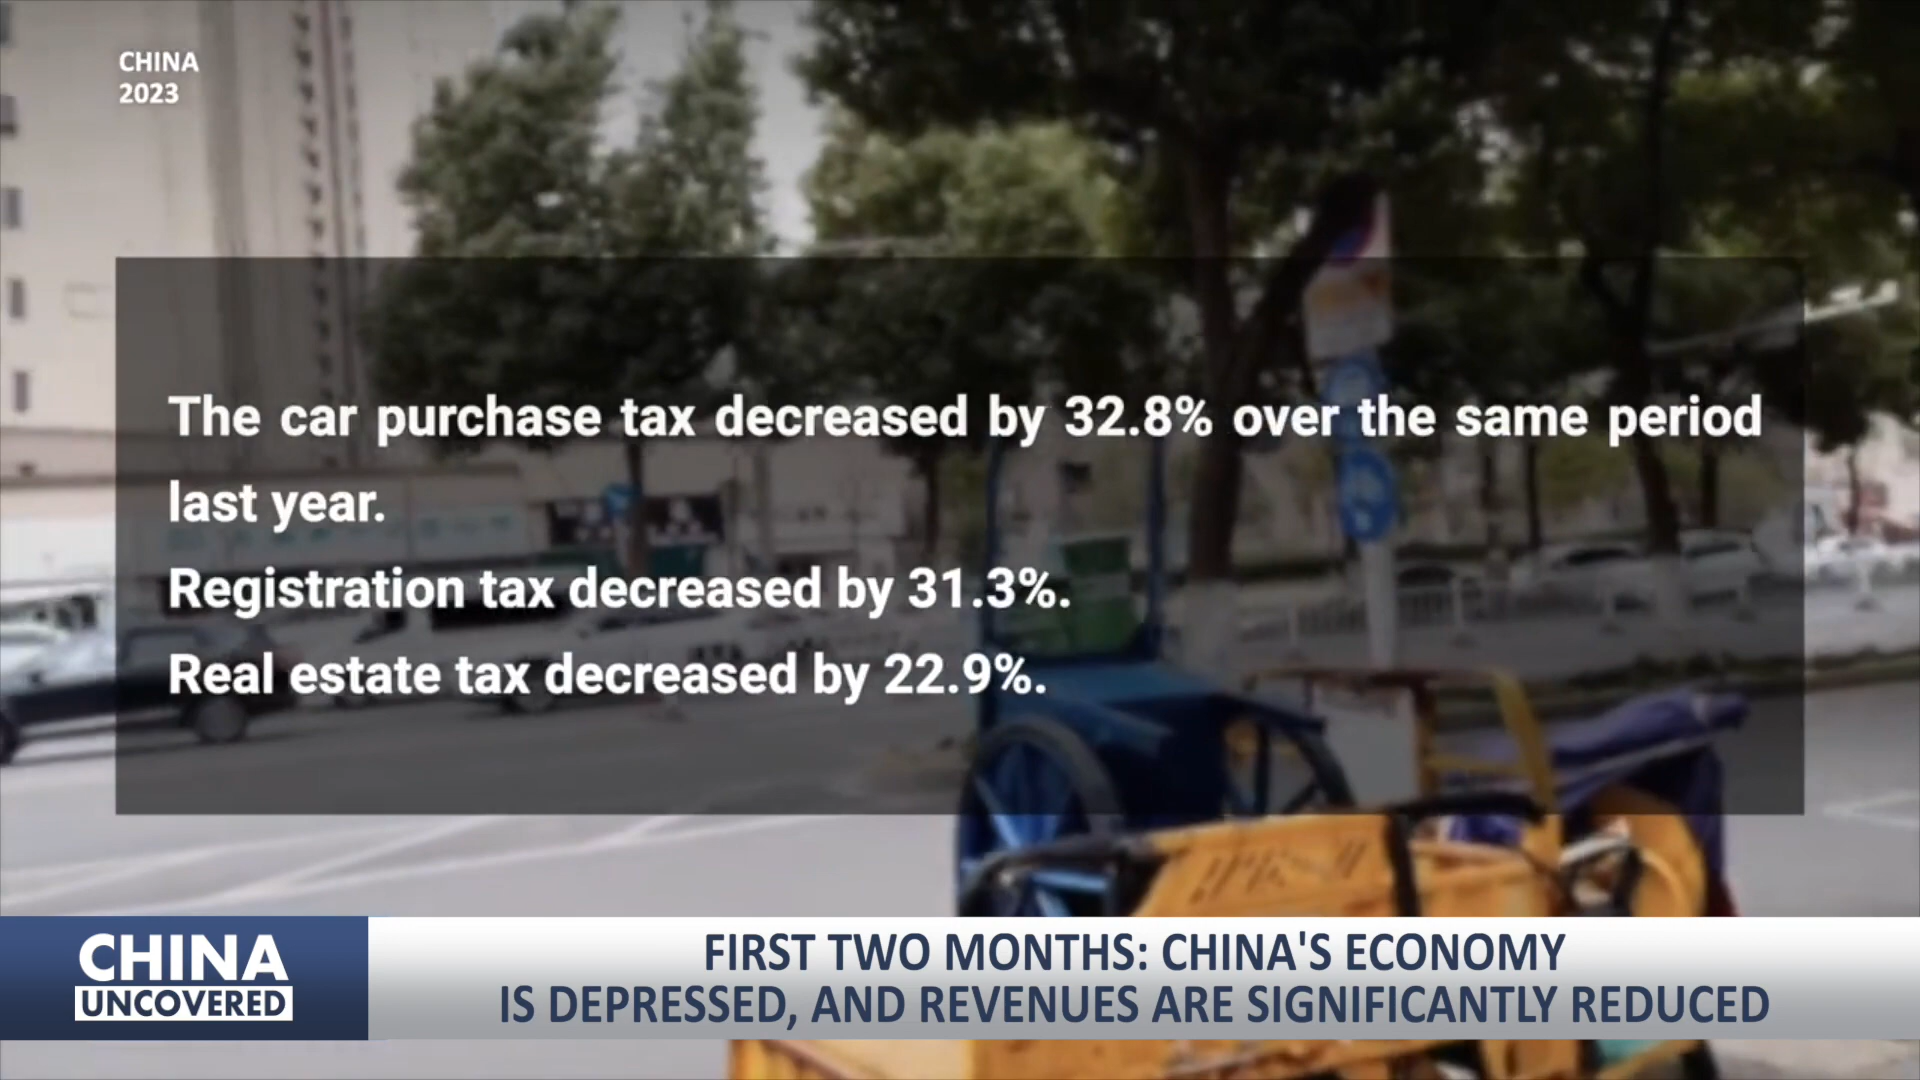 CHINA
2023
The car purchase tax decreased by 32.8% over the same period
last year.
Registration tax decreased by 31.3%.
Real estate tax decreased by 22.9%.
CHINA
UNCOVERED
FIRST TWO MONTHS: CHINA'S ECONOMY
IS DEPRESSED, AND REVENUES ARE SIGNIFICANTLY REDUCED